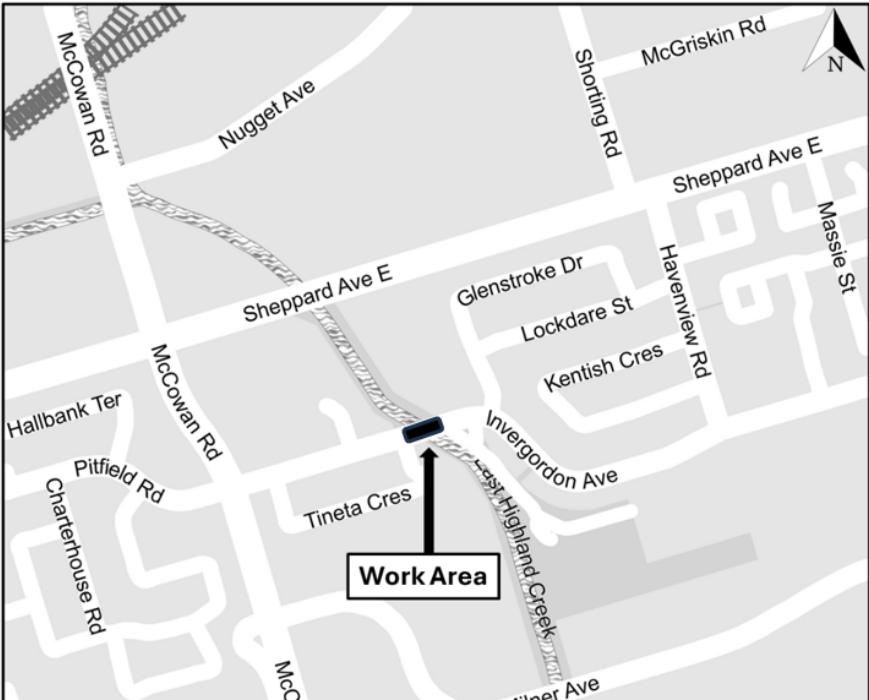 McCowan Rd
Nugget Ave
Shorting Rd
McGriskin Rd
N
Sheppard Ave E
Sheppard Ave E
Glenstroke Dr
Lockdare St
Havenview Rd
Massie St
Kentish Cres
McCowan Rd
Hallbank Ter
Pitfield Rd
Invergordon Ave
Charterhouse Rd
Tineta Cres
East Highland Creek
Work Area
McC
Milner Ave